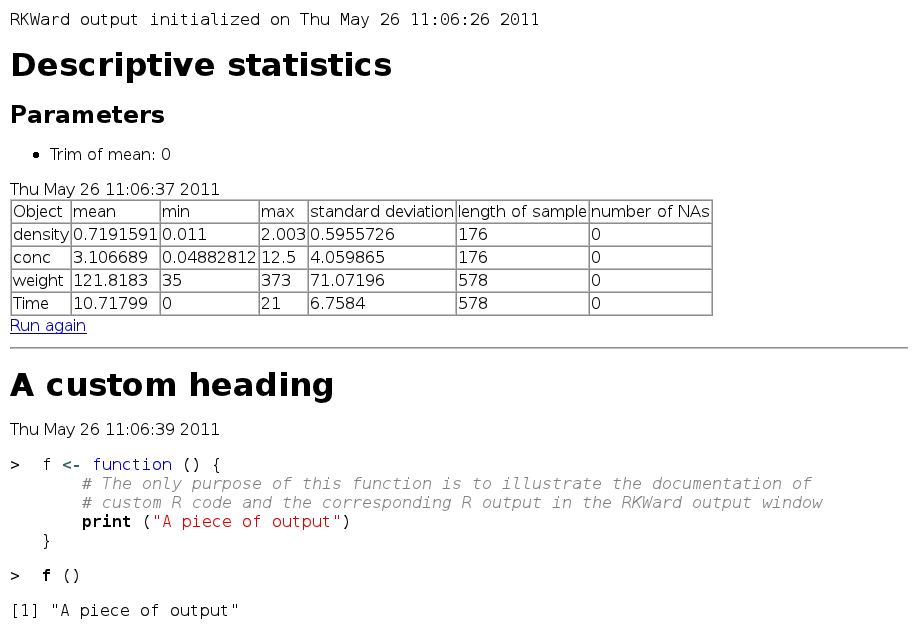 RKWard output initialized on Thu May 26 11:06:26 2011
Descriptive statistics
Parameters
• Trim of mean: 0
Thu May 26 11:06:37 2011
Object mean min max standard deviation length of sample number of NAs
density 0.7191591 0.011 2.003 0.5955726 176 0
conc 3.106689 0.04882812 12.5 4.059865 176 0
weight 121.8183 35 373 71.07196 578 0
Time 10.71799 0 21 6.7584 578 0
Run again
A custom heading
Thu May 26 11:06:39 2011
> f <- function () {
# The only purpose of this function is to illustrate the documentation of
# custom R code and the corresponding R output in the RKWard output window
print ("A piece of output")
}
> f ()
[1] "A piece of output"